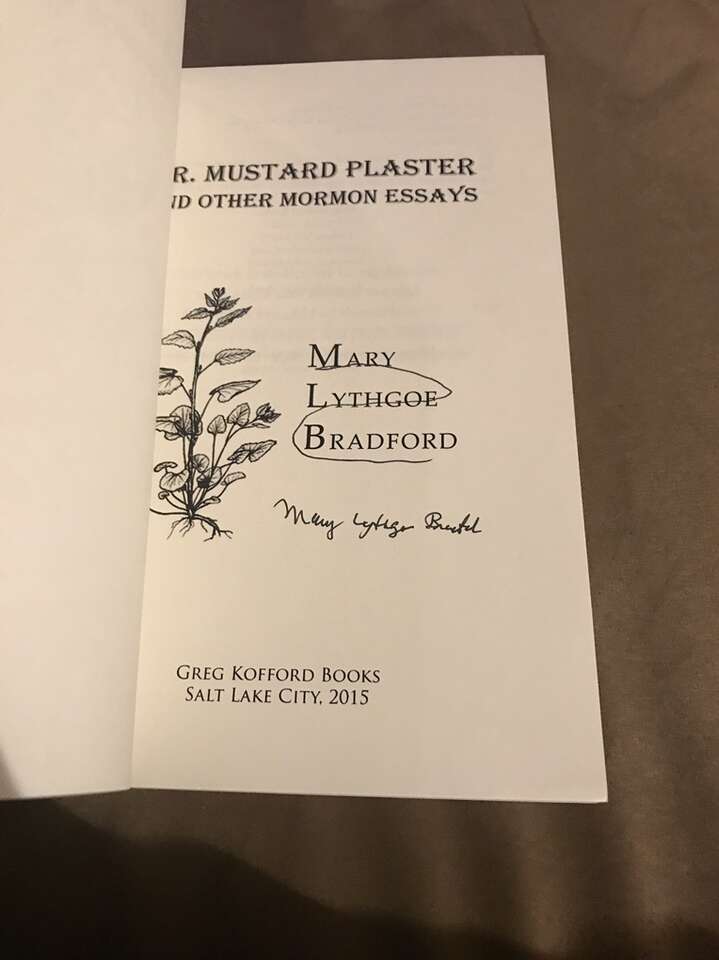 R. MUSTARD PLASTER
ND OTHER MORMON ESSAYS
MARY
LYTHGOE
BRADFORD
Mary Lythgoe Bradford
GREG KOFFORD BOOKS
SALT LAKE CITY, 2015